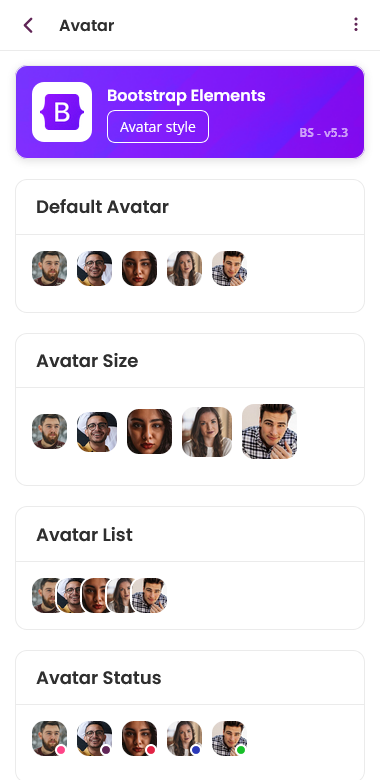 Avatar
Bootstrap Elements
B
Avatar style
BS - v5.3
Default Avatar
Avatar Size
Avatar List
Avatar Status